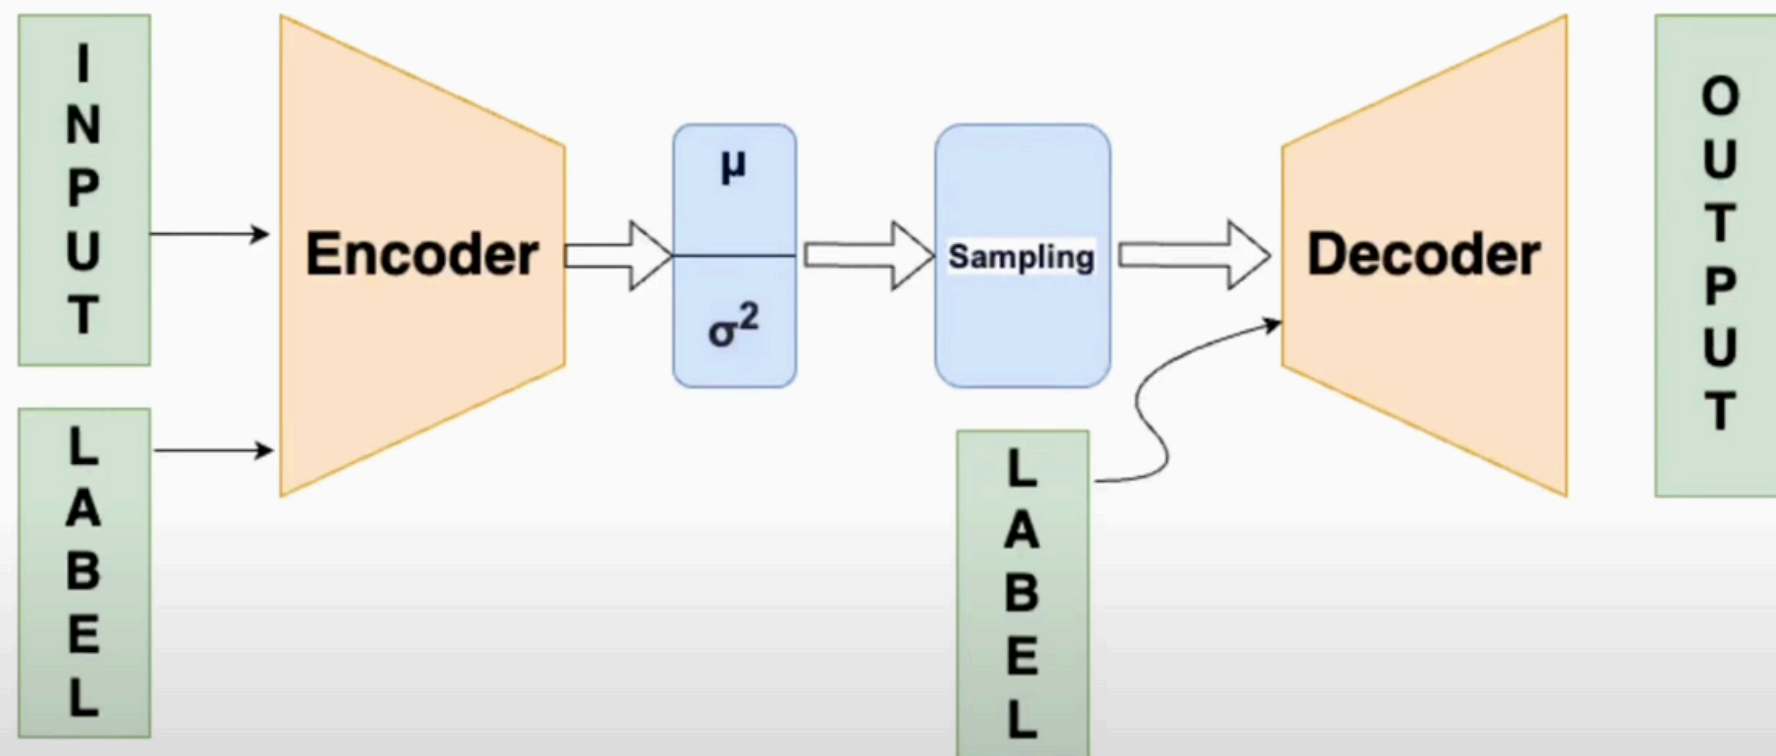 INPUT
LABEL
Encoder
μ
σ²
Sampling
LABEL
Decoder
OUTPUT